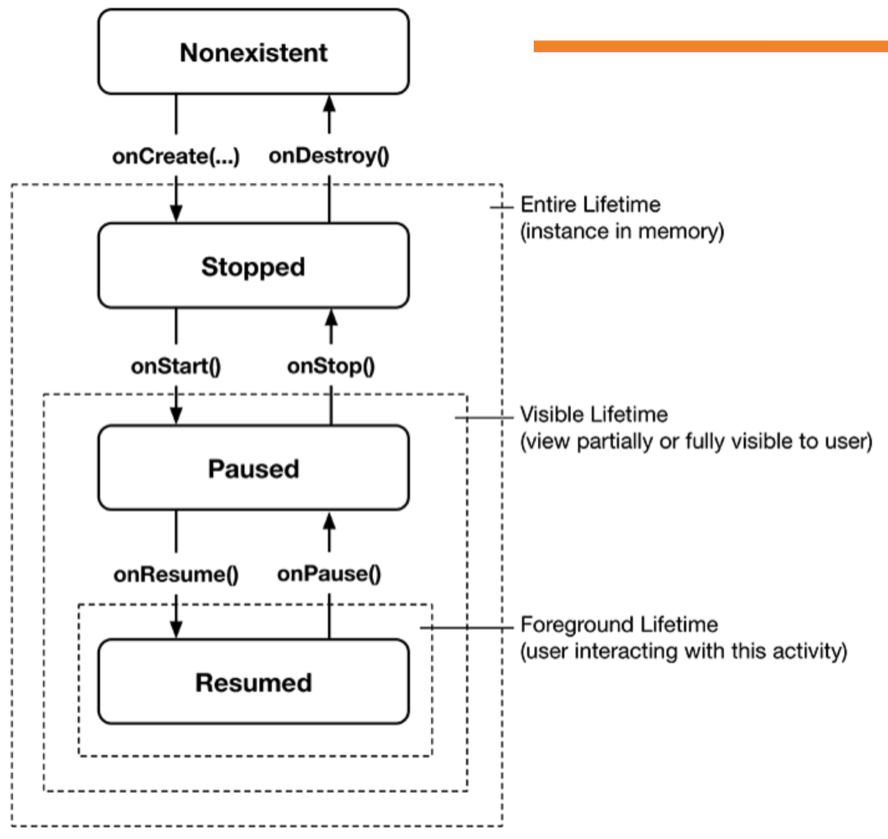 Nonexistent
onCreate(...) onDestroy()
Entire Lifetime
(instance in memory)
Stopped
onStart() onStop()
Visible Lifetime
(view partially or fully visible to user)
Paused
onResume() onPause()
Foreground Lifetime
(user interacting with this activity)
Resumed